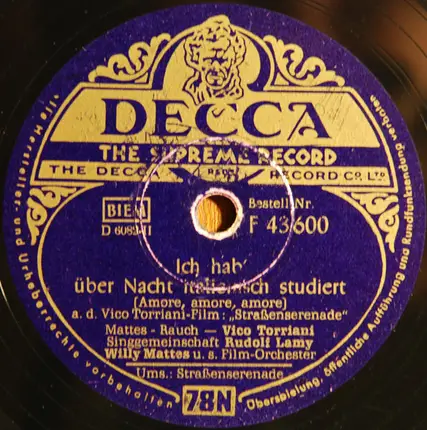 DECCA
THE SUPREME RECORD
THE DECCA RECORD CO. LTD
BIEM
Bestell-Nr.
F 43600
Ich hab'
über Nacht italienisch studiert
(Amore, amore, amore)
a. d. Vico Torriani-Film: „Straßenserenade"
Mattes - Rauch – Vico Torriani
Singgemeinschaft Rudolf Lamy
Willy Mattes u. s. Film-Orchester
Ums.: Straßenserenade
78N
Alle Hersteller- und Urheberrechte vorbehalten
Überspielung, öffentliche Aufführung und Rundfunksendung verboten